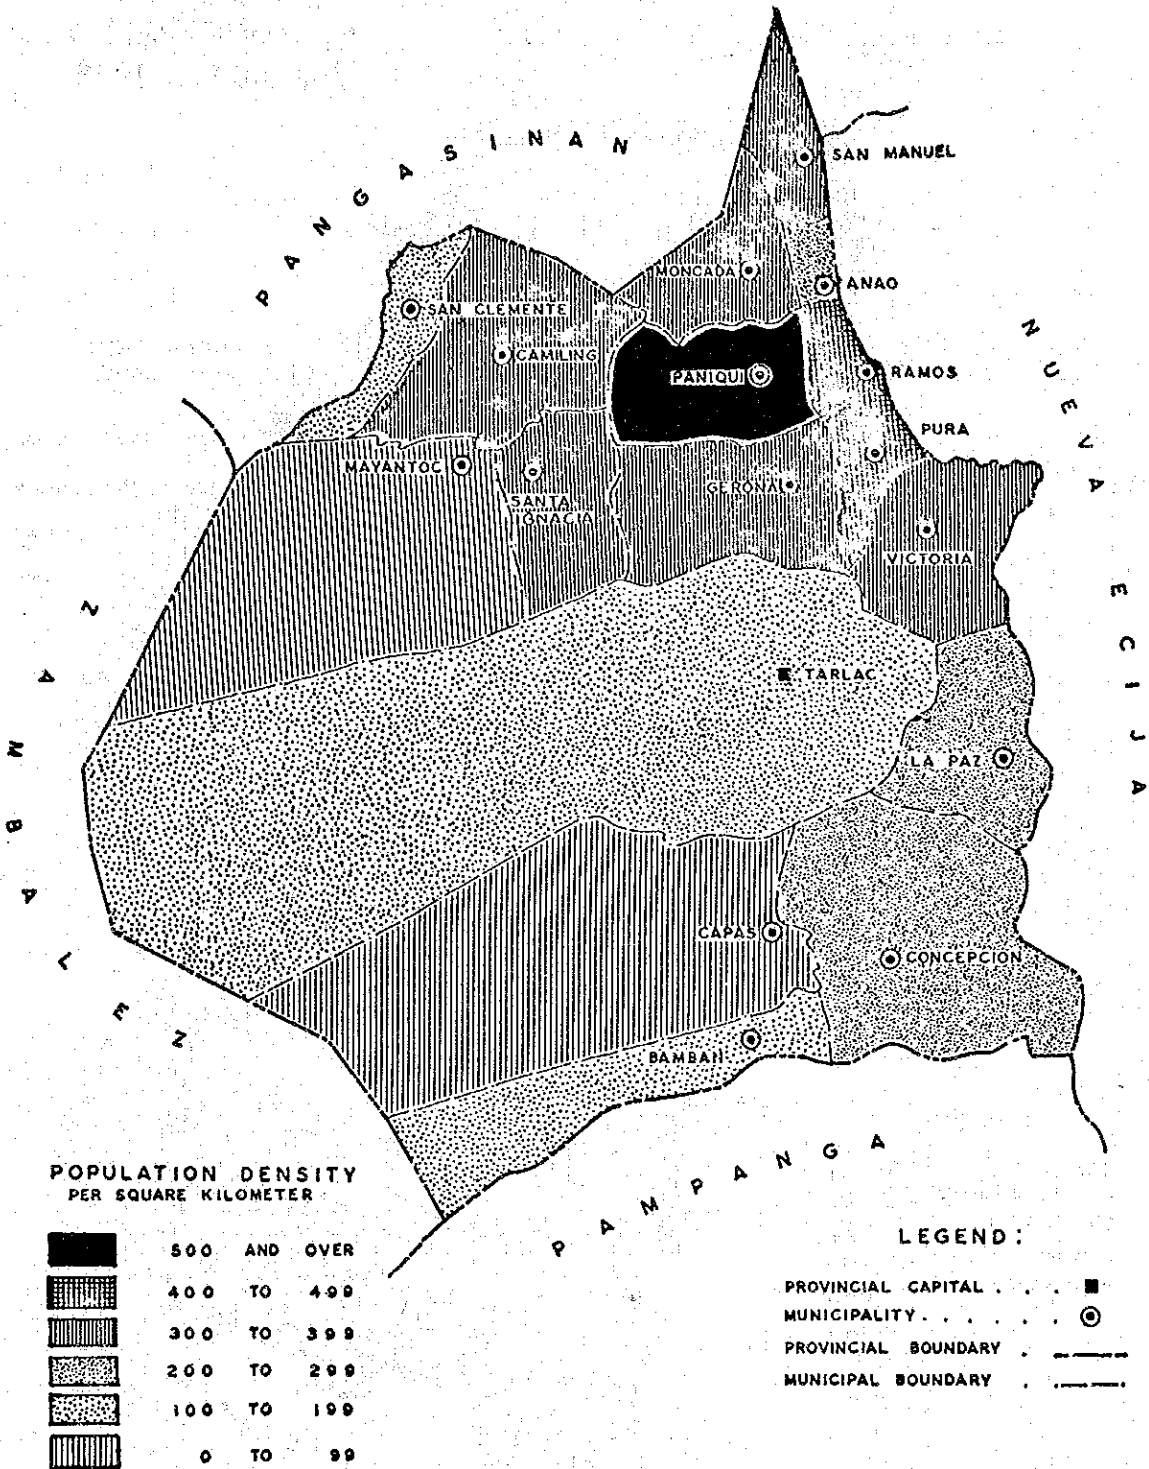 PANGASINAN
SAN MANUEL
MONCADA
ANAO
SAN CLEMENTE
NUEVA ECIJA
CAMILING
PANIQUI
RAMOS
PURA
MAYANTOC
SANTA
IGNACIA
GERONA
VICTORIA
ZAMBALEZ
TARLAC
LA PAZ
CAPAS
CONCEPCION
BAMBAN
PAMPANGA
POPULATION DENSITY
PER SQUARE KILOMETER
500 AND OVER
400 TO 499
300 TO 399
200 TO 299
100 TO 199
0 TO 99
LEGEND:
PROVINCIAL CAPITAL . . .
MUNICIPALITY . . . . . .
PROVINCIAL BOUNDARY .
MUNICIPAL BOUNDARY .